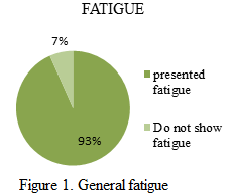 FATIGUE
7%
93%
presented
fatigue
Do not show
fatigue
Figure 1. General fatigue